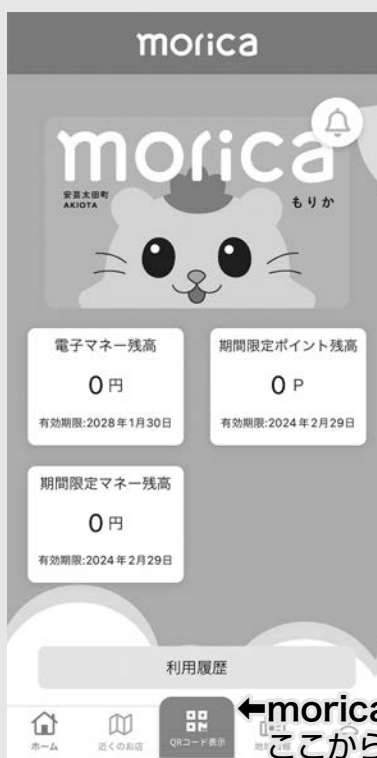 morica
morica
安芸太田町
AKIOTA
もりか
電子マネー残高
0 円
有効期限:2028年1月30日
期間限定ポイント残高
0 P
有効期限:2024年2月29日
期間限定マネー残高
0 円
有効期限:2024年2月29日
利用履歴
ホーム
近くのお店
QRコード表示
←morica
ここから